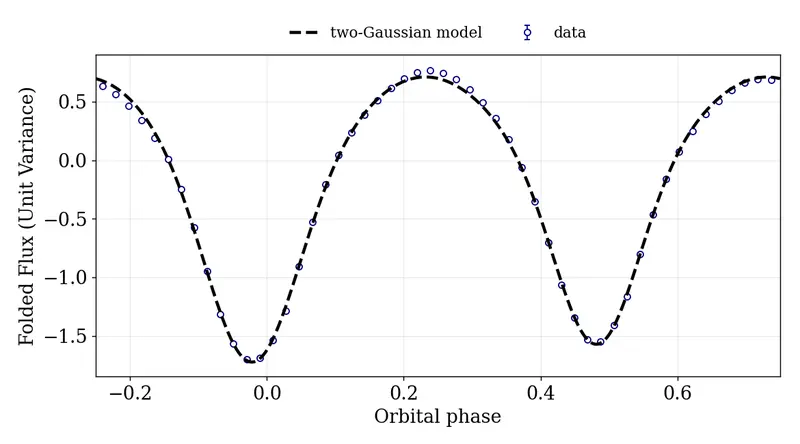 two-Gaussian model data
Folded Flux (Unit Variance)
0.5
0.0
−0.5
−1.0
−1.5
−0.2 0.0 0.2 0.4 0.6
Orbital phase